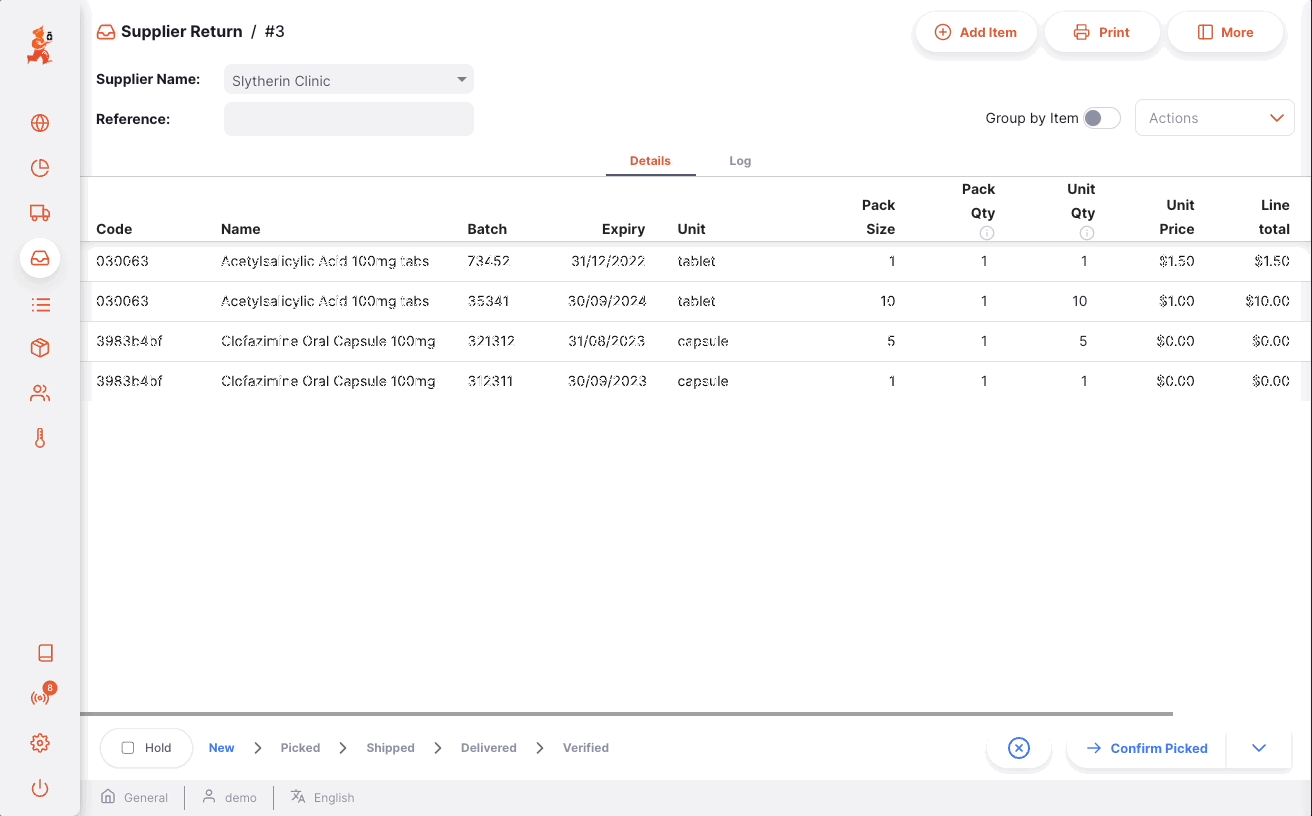 Supplier Return / #3
Add Item
Print
More
Supplier Name: Slytherin Clinic
Reference:
Group by Item
Actions
Details
Log
Code Name Batch Expiry Unit Pack Size Pack Qty Unit Qty Unit Price Line total
030063 Acetylsalicylic Acid 100mg tabs 73452 31/12/2022 tablet 1 1 1 $1.50 $1.50
030063 Acetylsalicylic Acid 100mg tabs 35341 30/09/2024 tablet 10 1 10 $1.00 $10.00
3983b4bf Clofazimine Oral Capsule 100mg 321312 31/08/2023 capsule 5 1 5 $0.00 $0.00
3983b4bf Clofazimine Oral Capsule 100mg 312311 30/09/2023 capsule 1 1 1 $0.00 $0.00
8
Hold New Picked Shipped Delivered Verified Confirm Picked
General demo English